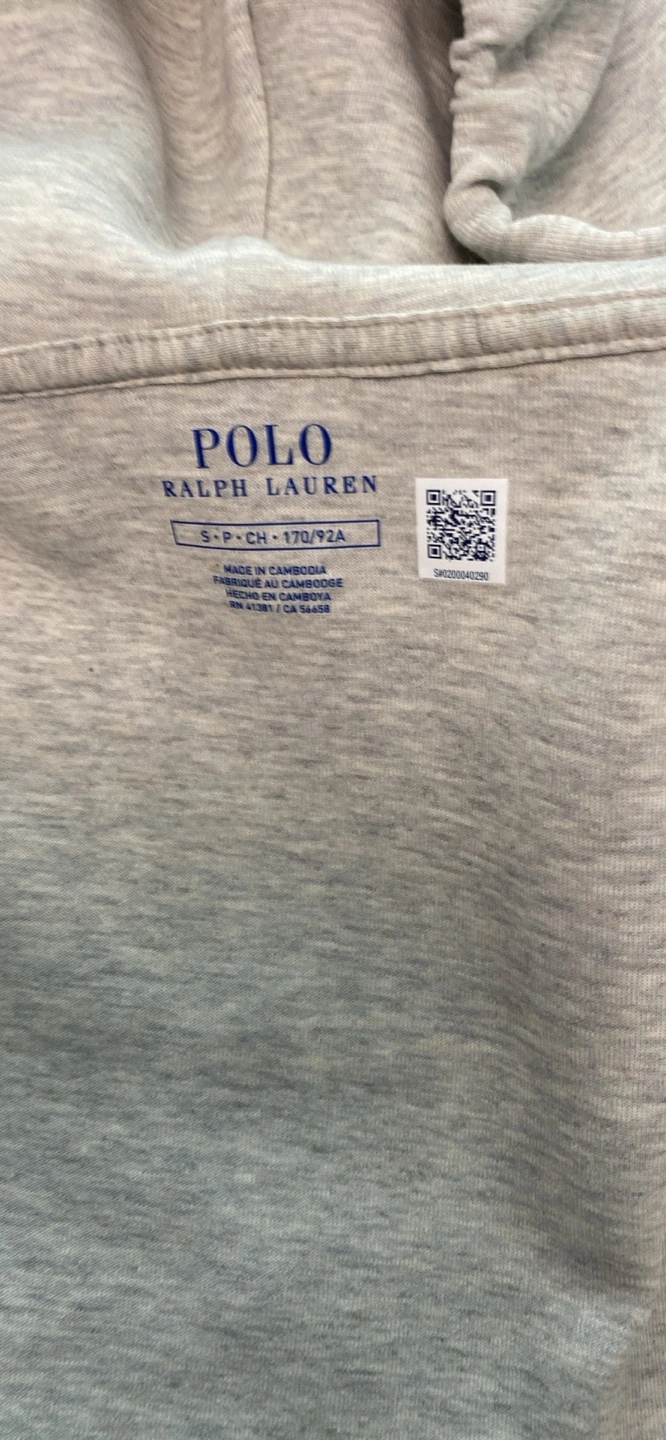 POLO
RALPH LAUREN
S • P • CH • 170/92A
MADE IN CAMBODIA
FABRIQUÉ AU CAMBODGE
HECHO EN CAMBOYA
RN 41381 / CA 56658
S#0200040290